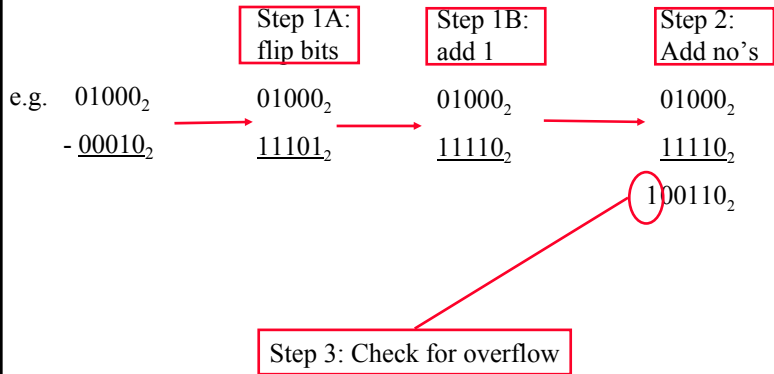 Step 1A:
flip bits
Step 1B:
add 1
Step 2:
Add no's
e.g. 01000₂ 01000₂ 01000₂ 01000₂
- 00010₂ 11101₂ 11110₂ 11110₂
100110₂
Step 3: Check for overflow